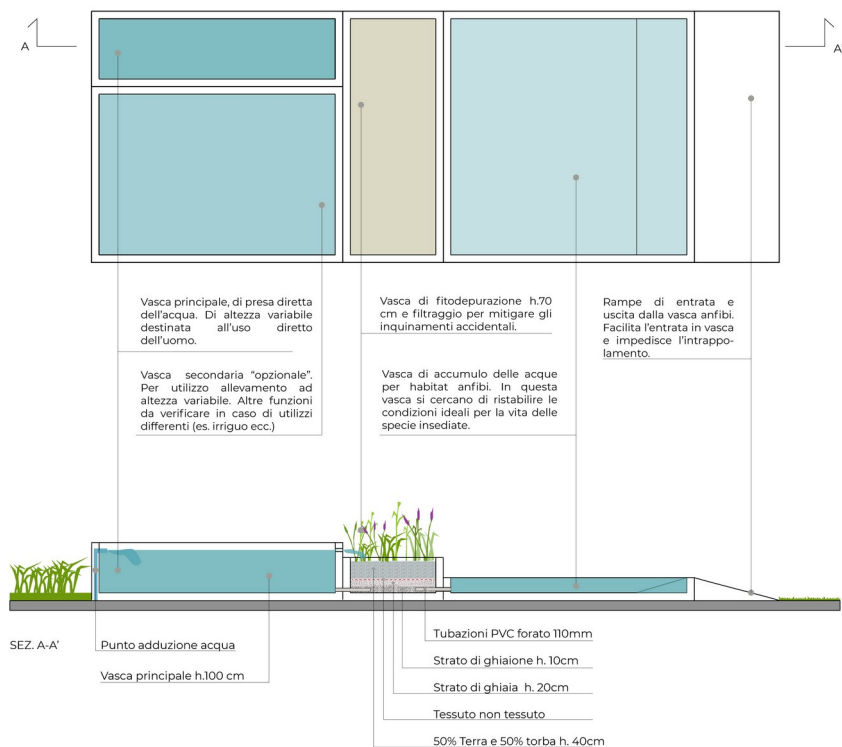 A
A'
Vasca principale, di presa diretta
dell'acqua. Di altezza variabile
destinata all'uso diretto
dell'uomo.
Vasca secondaria "opzionale".
Per utilizzo allevamento ad
altezza variabile. Altre funzioni
da verificare in caso di utilizzi
differenti (es. irriguo ecc.)
Vasca di fitodepurazione h.70
cm e filtraggio per mitigare gli
inquinamenti accidentali.
Vasca di accumulo delle acque
per habitat anfibi. In questa
vasca si cercano di ristabilire le
condizioni ideali per la vita delle
specie insediate.
Rampe di entrata e
uscita dalla vasca anfibi.
Facilita l'entrata in vasca
e impedisce l'intrappo-
lamento.
SEZ. A-A'
Punto adduzione acqua
Vasca principale h.100 cm
Tubazioni PVC forato 110mm
Strato di ghiaione h. 10cm
Strato di ghiaia h. 20cm
Tessuto non tessuto
50% Terra e 50% torba h. 40cm